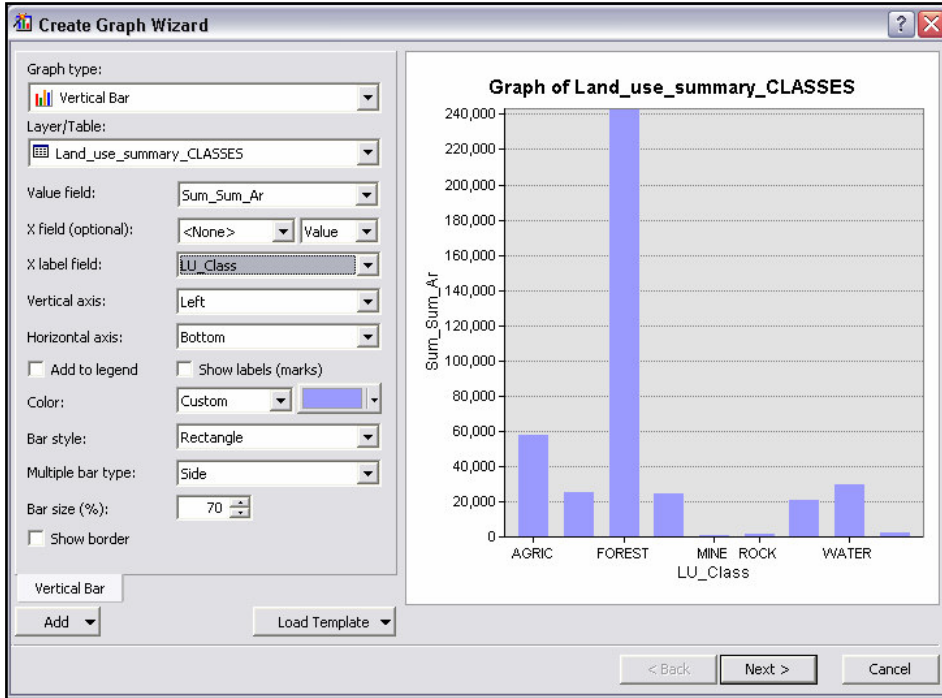 Create Graph Wizard
Graph type:
Vertical Bar
Layer/Table:
Land_use_summary_CLASSES
Value field: Sum_Sum_Ar
X field (optional): <None> Value
X label field: LU_Class
Vertical axis: Left
Horizontal axis: Bottom
Add to legend Show labels (marks)
Color: Custom
Bar style: Rectangle
Multiple bar type: Side
Bar size (%): 70
Show border
Vertical Bar
Add Load Template
Graph of Land_use_summary_CLASSES
240,000
220,000
200,000
180,000
160,000
140,000
120,000
100,000
80,000
60,000
40,000
20,000
0
Sum_Sum_Ar
AGRIC FOREST MINE ROCK WATER
LU_Class
< Back Next > Cancel